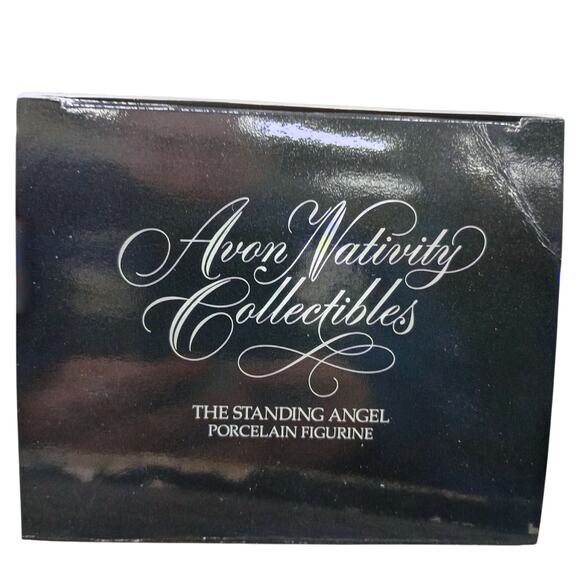 Avon Nativity
Collectibles
THE STANDING ANGEL
PORCELAIN FIGURINE